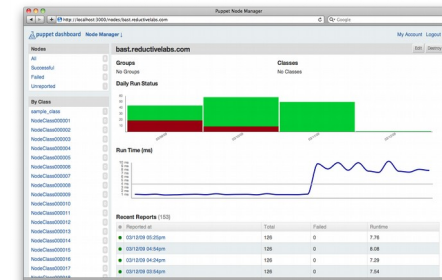 Puppet Node Manager
http://localhost:3000/nodes/bast.reductivelabs.com
Google
puppet dashboard Node Manager
My Account Logout
Nodes
All
Successful
Failed
Unreported
By Class
sample_class
NodeClass000001
NodeClass000002
NodeClass000003
NodeClass000004
NodeClass000005
NodeClass000006
NodeClass000007
NodeClass000008
NodeClass000009
NodeClass000010
NodeClass000011
NodeClass000012
NodeClass000013
NodeClass000014
NodeClass000015
NodeClass000016
NodeClass000017
bast.reductivelabs.com
Edit Destroy
Groups
No Groups
Classes
No Classes
Daily Run Status
Run Time (ms)
Recent Reports (153)
Reported at Total Failed Runtime
03/12/09 05:25pm 126 0 7.76
03/12/09 04:54pm 126 0 8.08
03/12/09 04:24pm 126 0 7.29
03/12/09 03:54pm 126 0 7.54